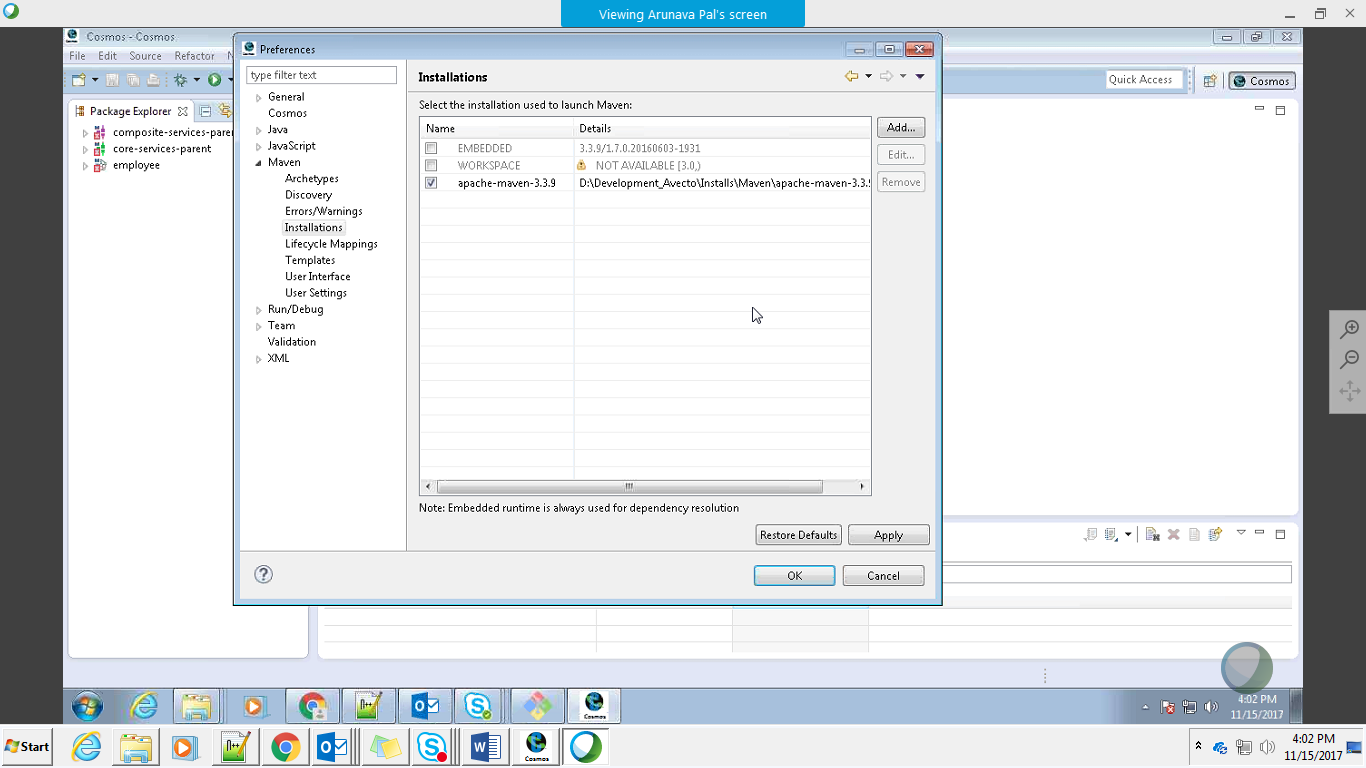 Viewing Arunava Pal's screen
Cosmos - Cosmos
File Edit Source Refactor N
Preferences
type filter text
General
Cosmos
Java
JavaScript
Maven
Archetypes
Discovery
Errors/Warnings
Installations
Lifecycle Mappings
Templates
User Interface
User Settings
Run/Debug
Team
Validation
XML
Installations
Select the installation used to launch Maven:
Name Details
EMBEDDED 3.3.9/1.7.0.20160603-1931
WORKSPACE NOT AVAILABLE [3.0,)
apache-maven-3.3.9 D:\Development_Avecto\Installs\Maven\apache-maven-3.3.9
Add...
Edit...
Remove
Note: Embedded runtime is always used for dependency resolution
Restore Defaults Apply
OK Cancel
Quick Access
Cosmos
Package Explorer
composite-services-paren
core-services-parent
employee
Cosmos
4:02 PM
11/15/2017
Start
Cosmos
4:02 PM
11/15/2017